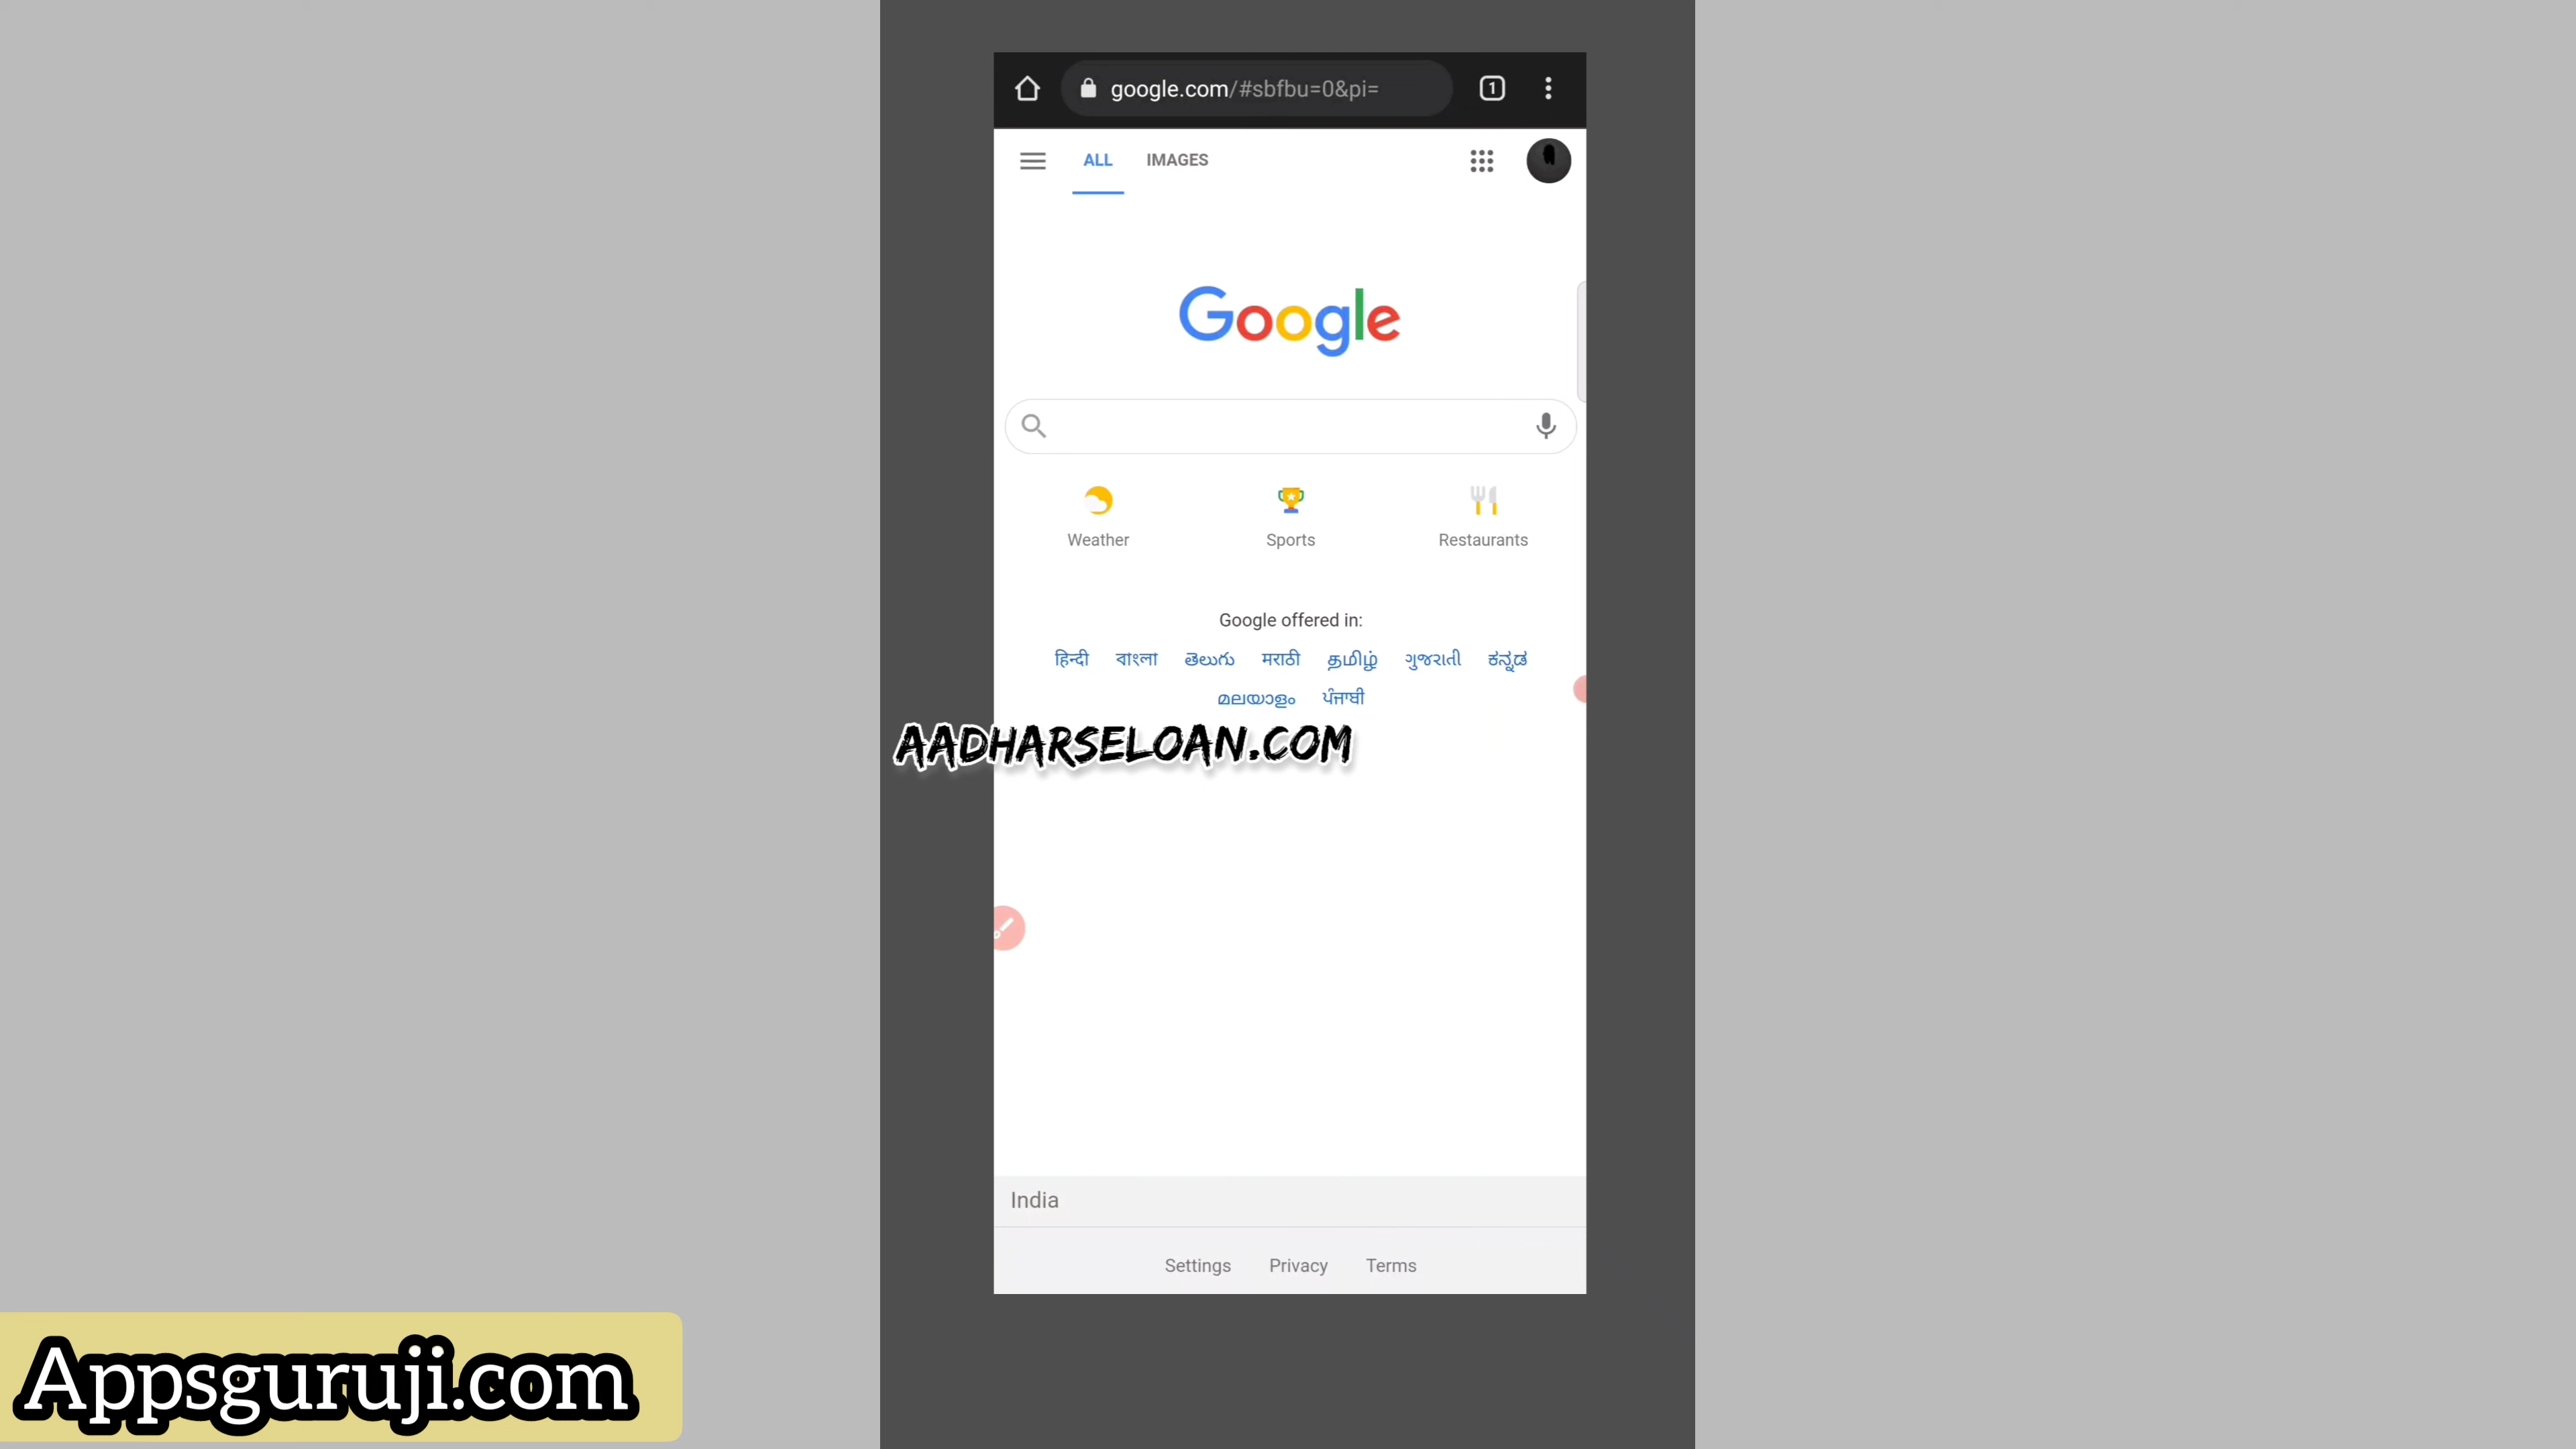 google.com/#sbfbu=0&pi=
1
ALL IMAGES
Google
Weather Sports Restaurants
Google offered in:
हिन्दी বাংলা తెలుగు मराठी தமிழ் ગુજરાતી ಕನ್ನಡ
മലയാളം ਪੰਜਾਬੀ
AADHARSELOAN.COM
India
Settings Privacy Terms
Appsguruji.com